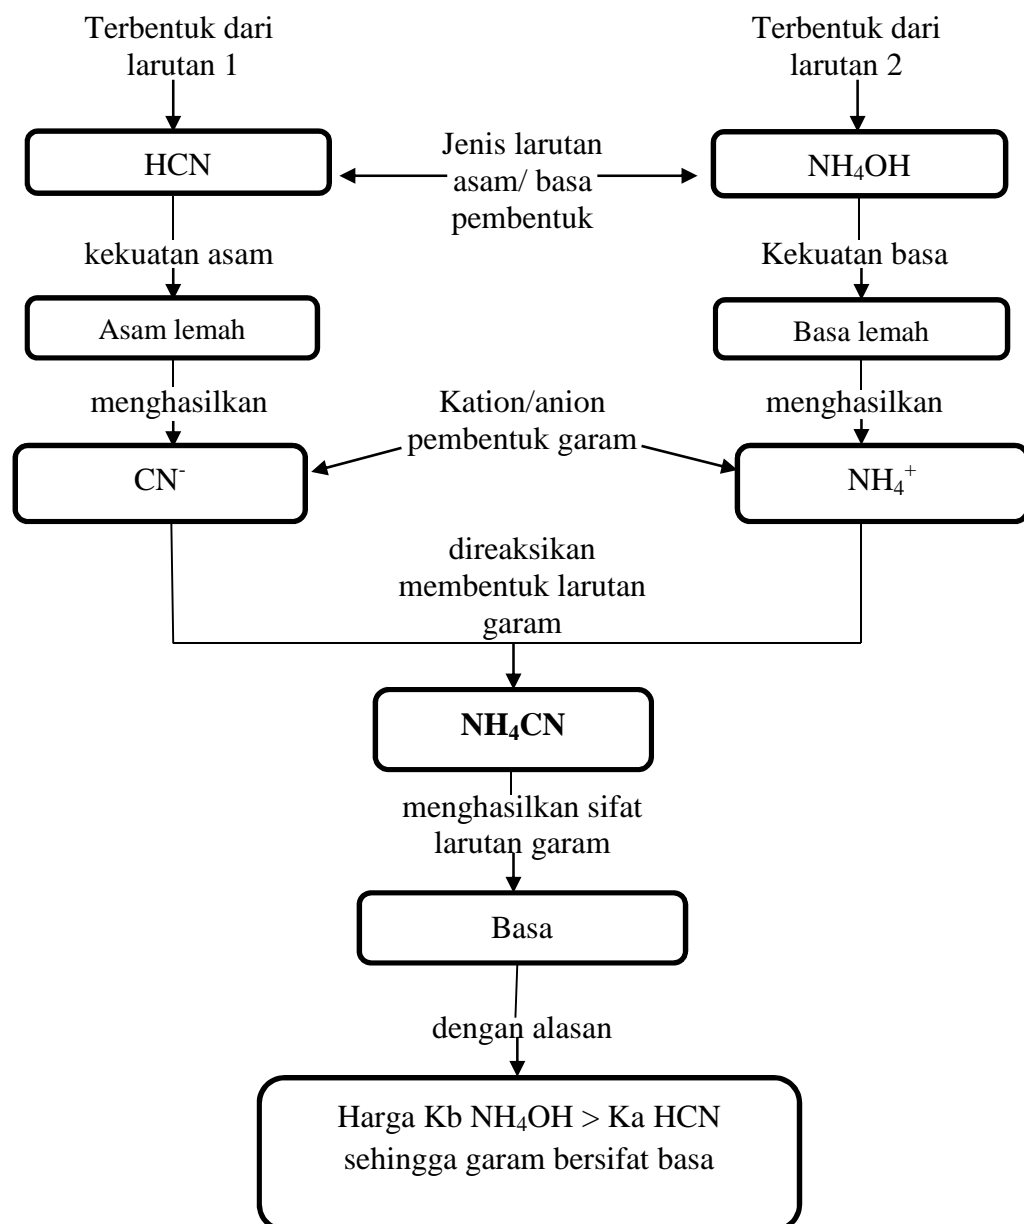 Terbentuk dari
larutan 1
Terbentuk dari
larutan 2
HCN
Jenis larutan
asam/ basa
pembentuk
NH₄OH
kekuatan asam
Kekuatan basa
Asam lemah
Basa lemah
menghasilkan
Kation/anion
pembentuk garam
menghasilkan
CN⁻
NH₄⁺
direaksikan
membentuk larutan
garam
NH₄CN
menghasilkan sifat
larutan garam
Basa
dengan alasan
Harga Kb NH₄OH > Ka HCN
sehingga garam bersifat basa